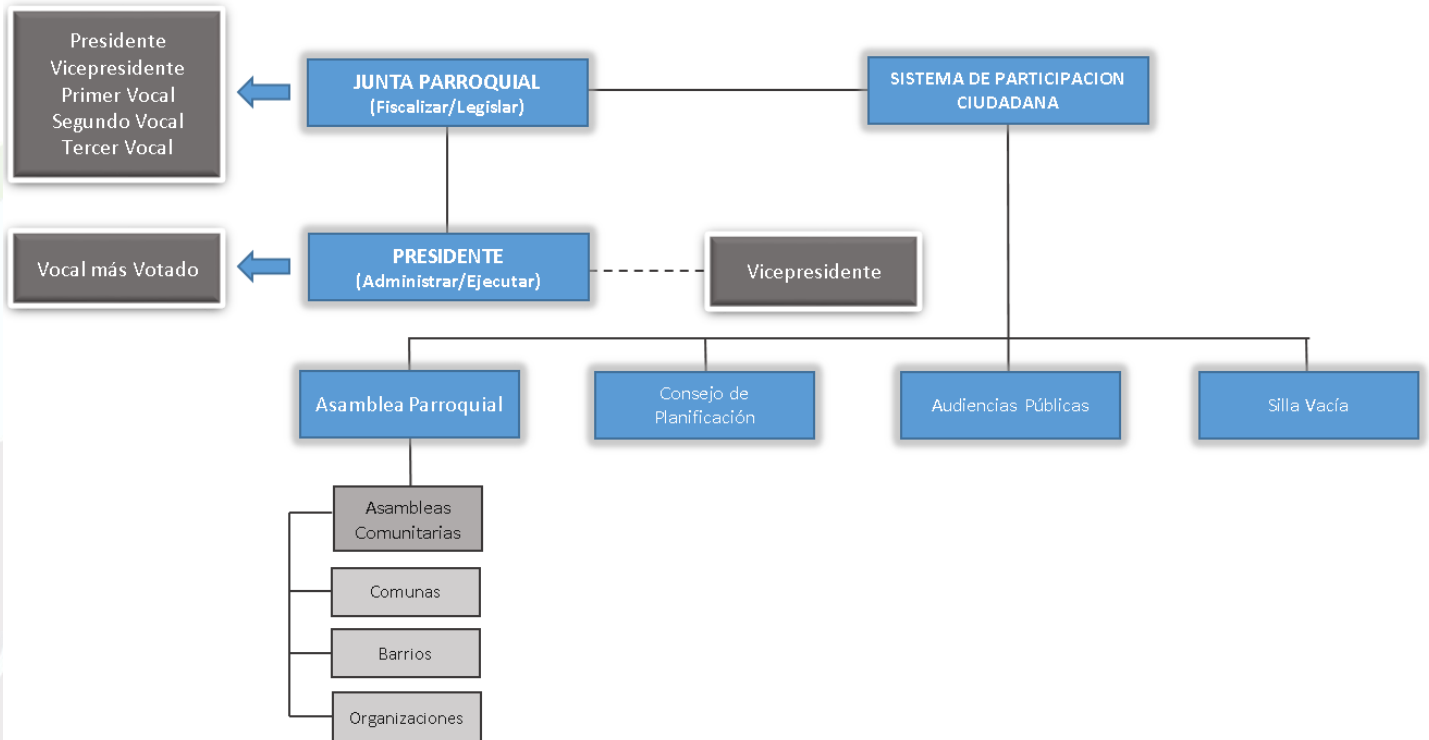 Presidente
Vicepresidente
Primer Vocal
Segundo Vocal
Tercer Vocal
JUNTA PARROQUIAL
(Fiscalizar/Legislar)
SISTEMA DE PARTICIPACION
CIUDADANA
Vocal más Votado
PRESIDENTE
(Administrar/Ejecutar)
Vicepresidente
Asamblea Parroquial
Consejo de
Planificación
Audiencias Públicas
Silla Vacía
Asambleas
Comunitarias
Comunas
Barrios
Organizaciones